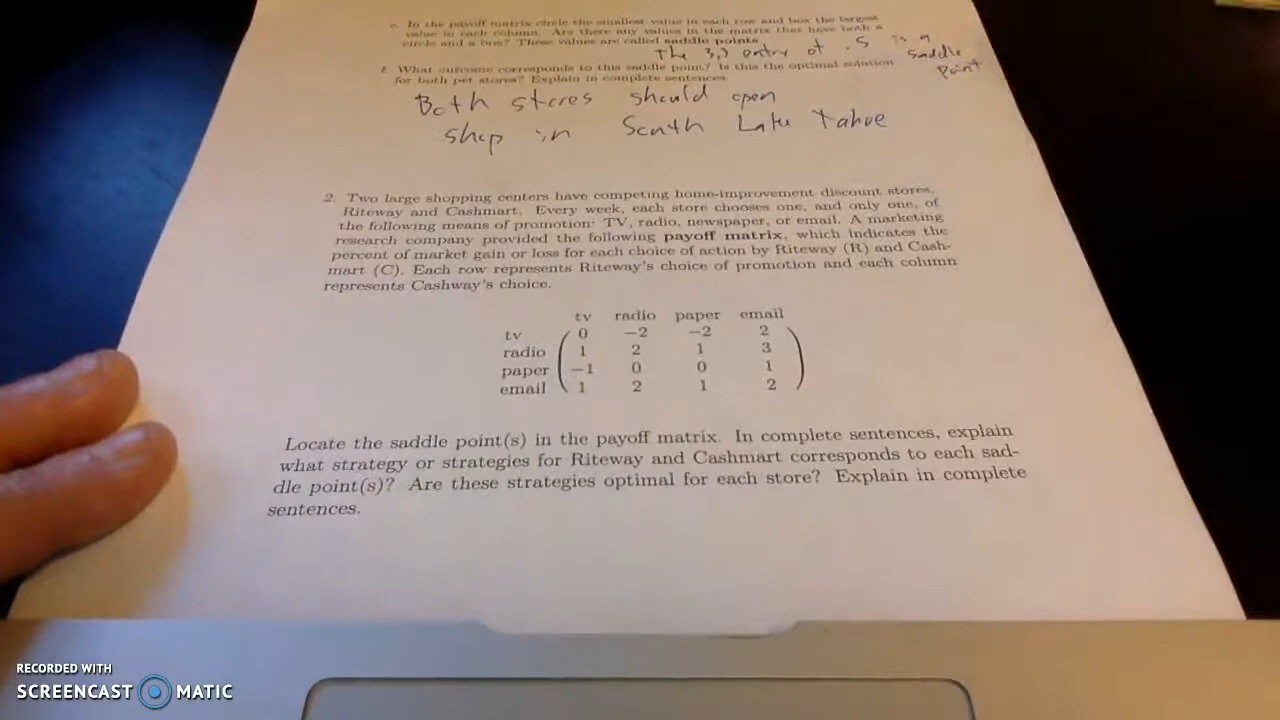 e. In the payoff matrix circle the smallest value in each row and box the largest
value in each column. Are there any values in the matrix that have both a
circle and a box? These values are called saddle points.
The 3,3 entry of .5 is a
saddle
point
f. What outcome corresponds to this saddle point? Is this the optimal solution
for both pet stores? Explain in complete sentences.
Both stores should open
shop in South Lake Tahoe
2. Two large shopping centers have competing home-improvement discount stores,
Riteway and Cashmart. Every week, each store chooses one, and only one, of
the following means of promotion: TV, radio, newspaper, or email. A marketing
research company provided the following payoff matrix, which indicates the
percent of market gain or loss for each choice of action by Riteway (R) and Cash-
mart (C). Each row represents Riteway's choice of promotion and each column
represents Cashway's choice.
tv radio paper email
tv 0 −2 −2 2
radio 1 2 1 3
paper −1 0 0 1
email 1 2 1 2
Locate the saddle point(s) in the payoff matrix. In complete sentences, explain
what strategy or strategies for Riteway and Cashmart corresponds to each sad-
dle point(s)? Are these strategies optimal for each store? Explain in complete
sentences.
RECORDED WITH
SCREENCAST MATIC